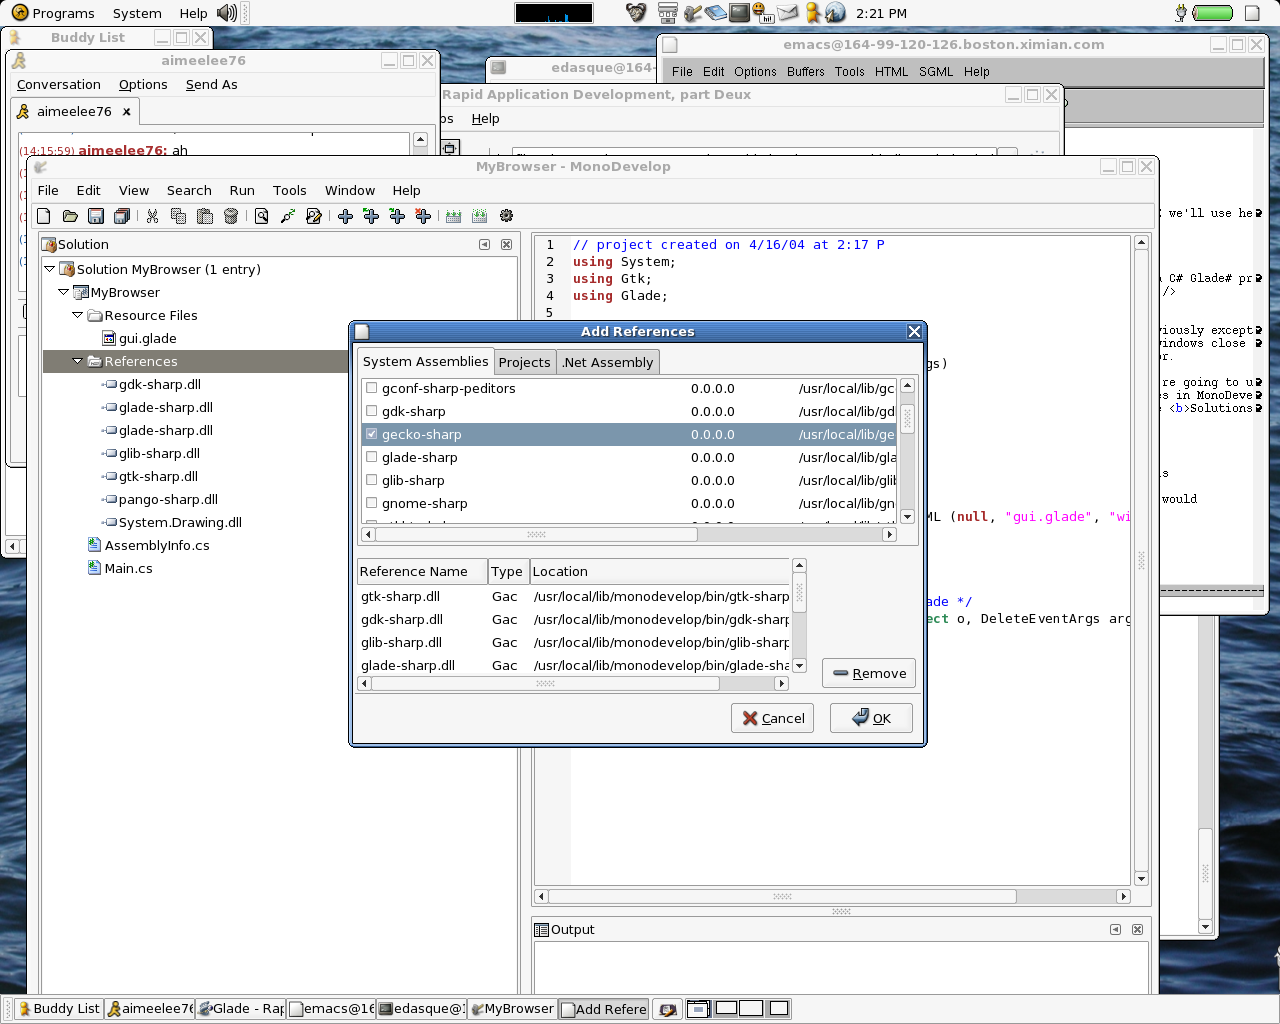 Programs System Help 2:21 PM
Buddy List
aimeelee76
Conversation Options Send As
aimeelee76 x
(14:15:59) aimeelee76: ah
edasque@164-
emacs@164-99-120-126.boston.ximian.com
File Edit Options Buffers Tools HTML SGML Help
Rapid Application Development, part Deux
Help
we'll use he
C# Glade# pr
/>
viously except
windows close
or.
re going to u
es in MonoDeve
<b>Solutions
would
MyBrowser - MonoDevelop
File Edit View Search Run Tools Window Help
Solution
Solution MyBrowser (1 entry)
MyBrowser
Resource Files
gui.glade
References
gdk-sharp.dll
glade-sharp.dll
glade-sharp.dll
glib-sharp.dll
gtk-sharp.dll
pango-sharp.dll
System.Drawing.dll
AssemblyInfo.cs
Main.cs
1 // project created on 4/16/04 at 2:17 P
2 using System;
3 using Gtk;
4 using Glade;
5
gs)
ML (null, "gui.glade", "wi
ade */
ect o, DeleteEventArgs arg
Add References
System Assemblies Projects .Net Assembly
gconf-sharp-peditors 0.0.0.0 /usr/local/lib/gc
gdk-sharp 0.0.0.0 /usr/local/lib/gd
gecko-sharp 0.0.0.0 /usr/local/lib/ge
glade-sharp 0.0.0.0 /usr/local/lib/gla
glib-sharp 0.0.0.0 /usr/local/lib/glib
gnome-sharp 0.0.0.0 /usr/local/lib/gn
Reference Name Type Location
gtk-sharp.dll Gac /usr/local/lib/monodevelop/bin/gtk-sharp
gdk-sharp.dll Gac /usr/local/lib/monodevelop/bin/gdk-sharp
glib-sharp.dll Gac /usr/local/lib/monodevelop/bin/glib-sharp
glade-sharp.dll Gac /usr/local/lib/monodevelop/bin/glade-sha
Remove
Cancel OK
Output
Buddy List aimeelee76 Glade - Rap emacs@16 edasque@1 MyBrowser Add Refere